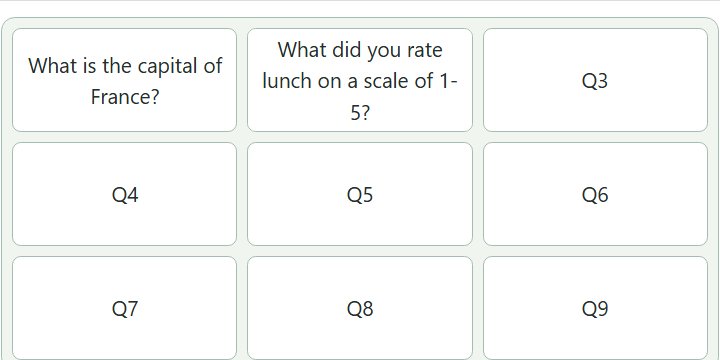 What is the capital of
France?
What did you rate
lunch on a scale of 1-
5?
Q3
Q4
Q5
Q6
Q7
Q8
Q9